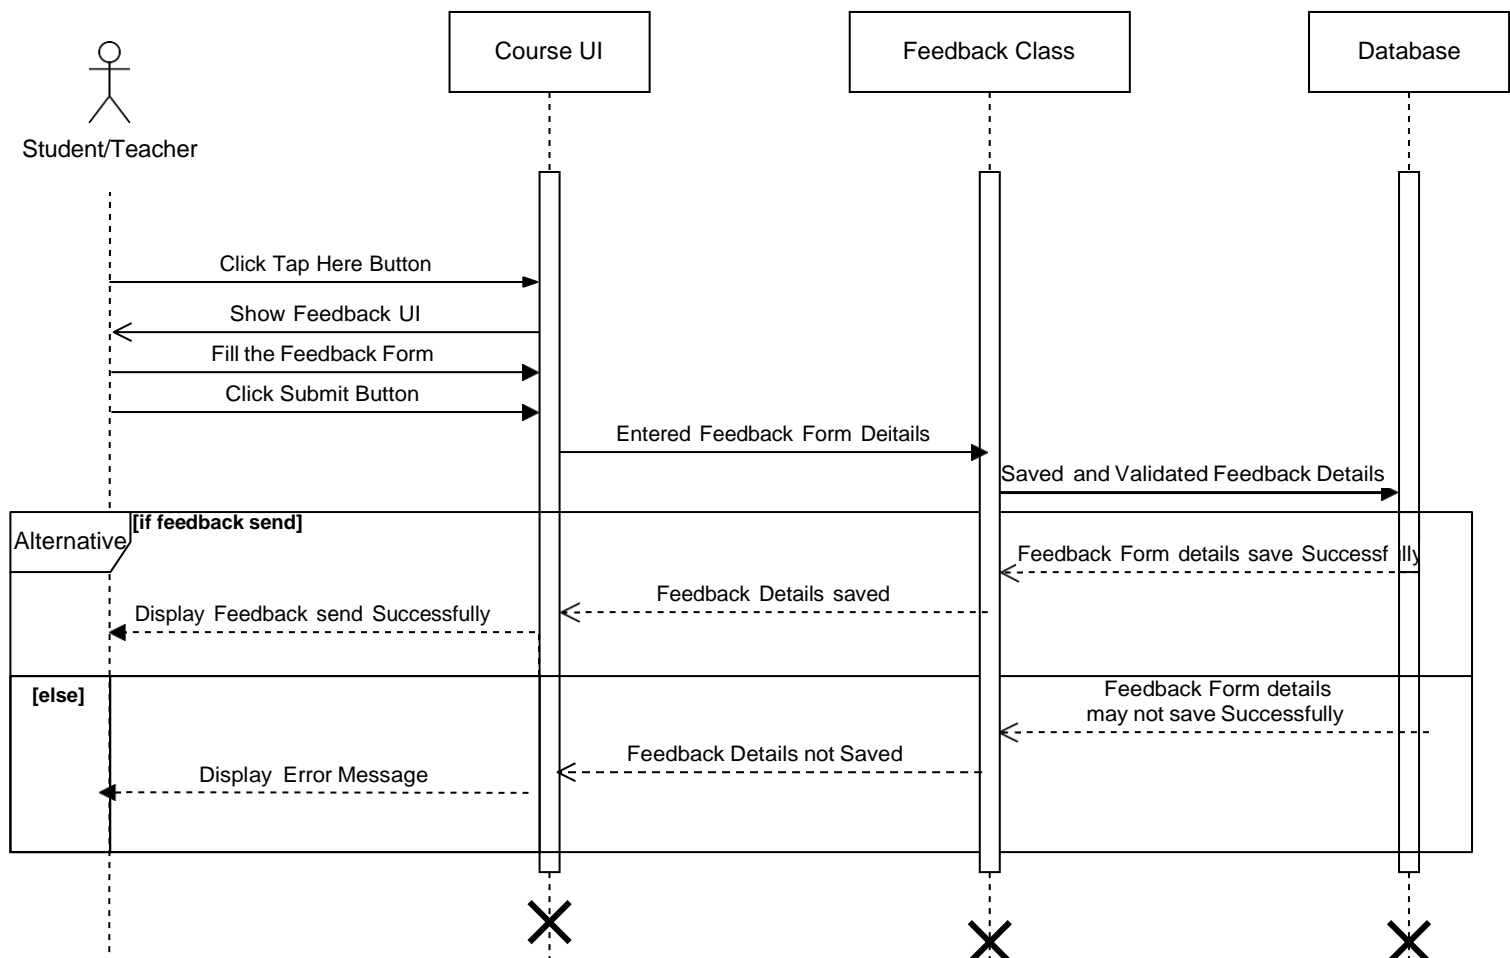 Course UI
Feedback Class
Database
Student/Teacher
Click Tap Here Button
Show Feedback UI
Fill the Feedback Form
Click Submit Button
Entered Feedback Form Deitails
Saved and Validated Feedback Details
[if feedback send]
Alternative
Feedback Form details save Successf ully
Feedback Details saved
Display Feedback send Successfully
[else]
Feedback Form details
may not save Successfully
Feedback Details not Saved
Display Error Message